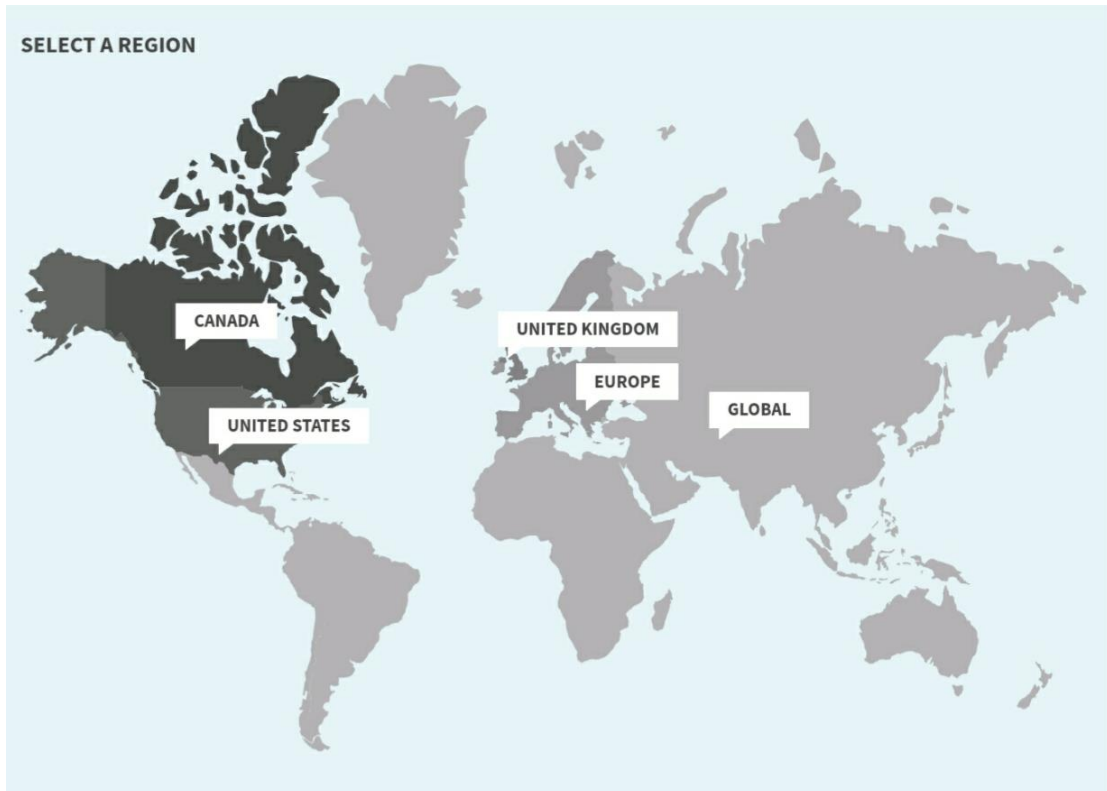 SELECT A REGION
CANADA
UNITED KINGDOM
EUROPE
GLOBAL
UNITED STATES